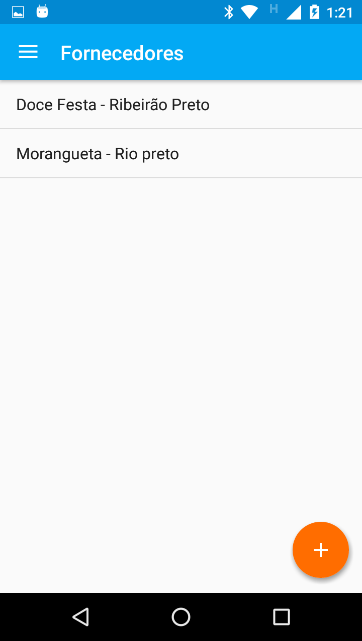 H 1:21
Fornecedores
Doce Festa - Ribeirão Preto
Morangueta - Rio preto